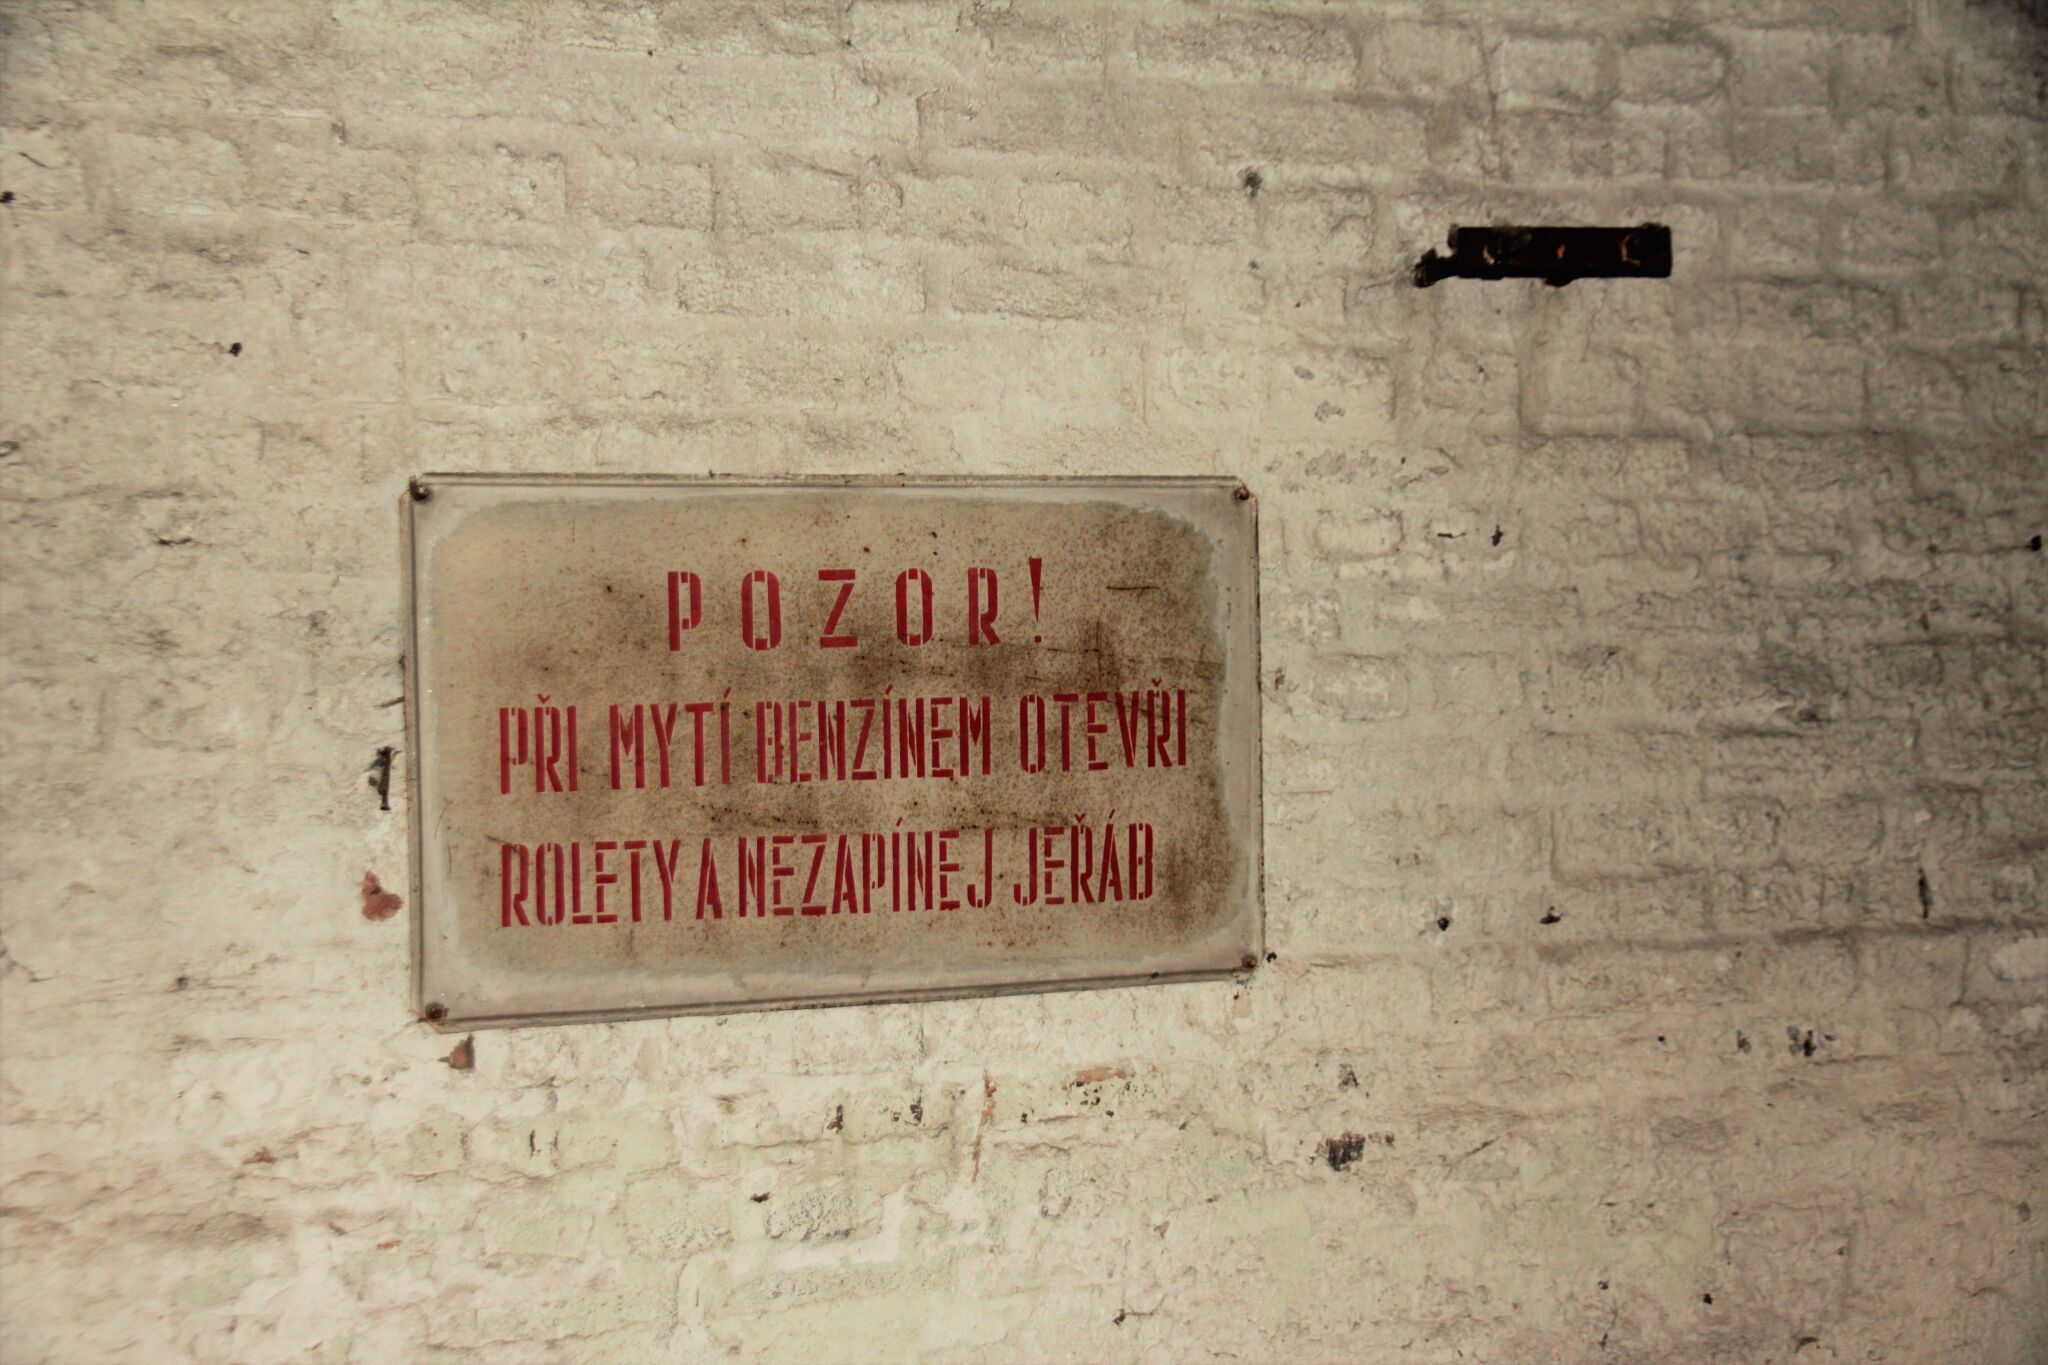 POZOR!
PŘI MYTÍ BENZÍNEM OTEVŘI
ROLETY A NEZAPÍNEJ JEŘÁB